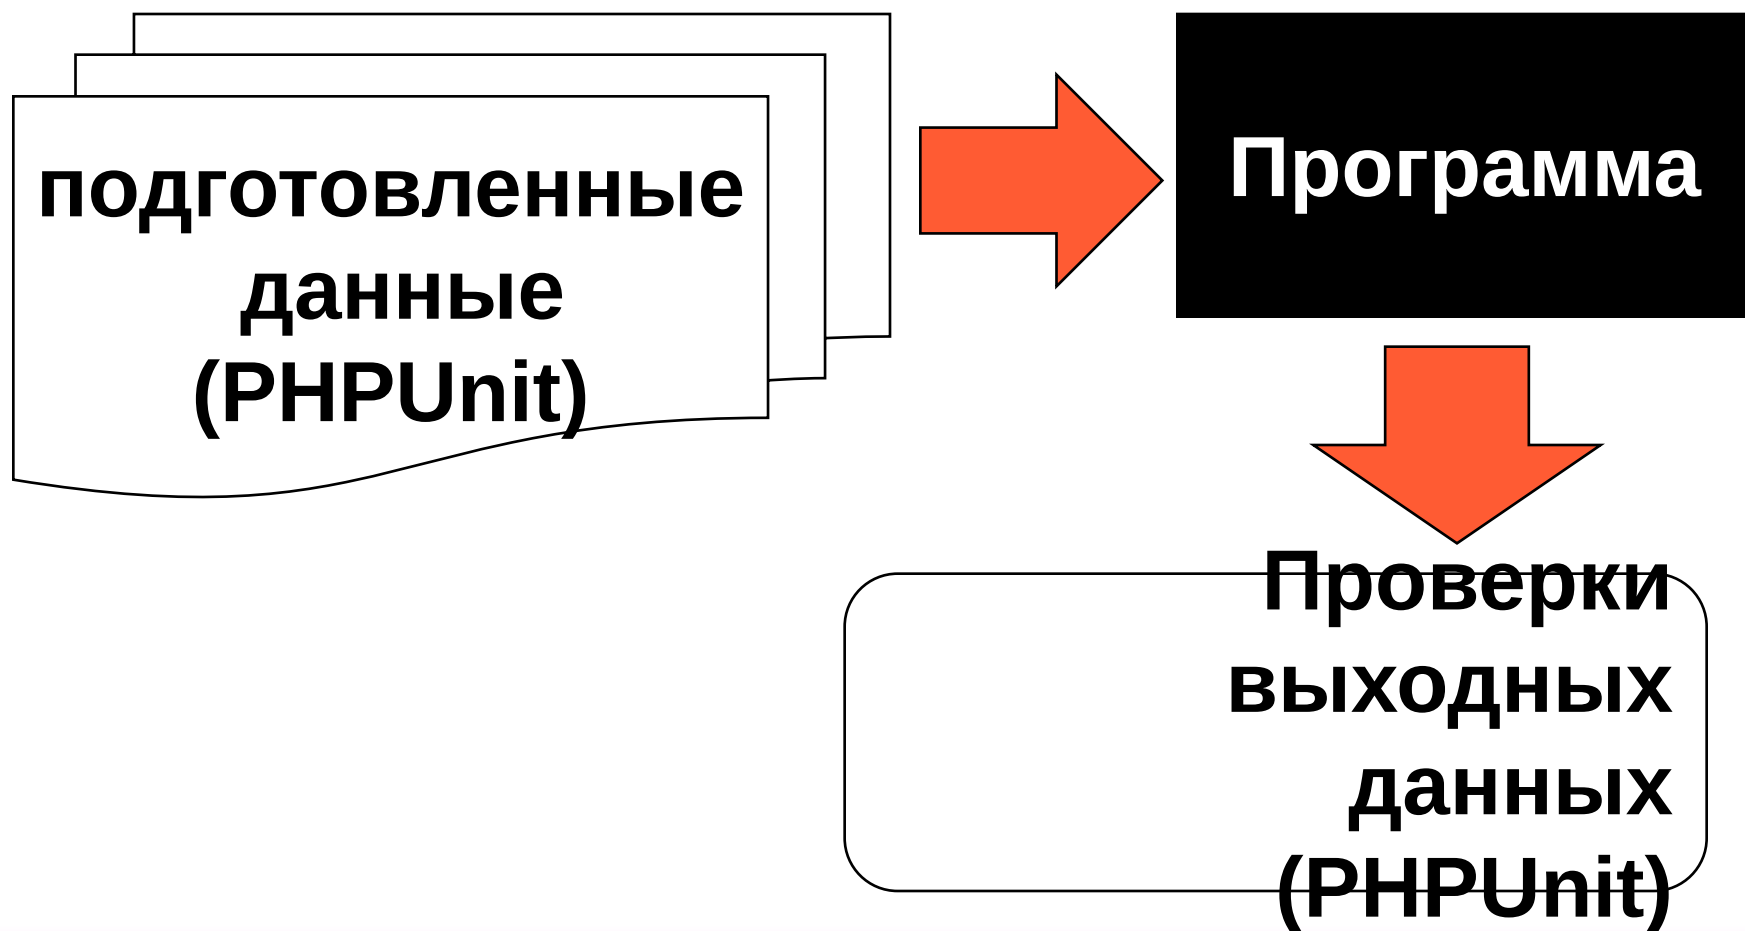 подготовленные
данные
(PHPUnit)
Программа
Проверки
выходных
данных
(PHPUnit)